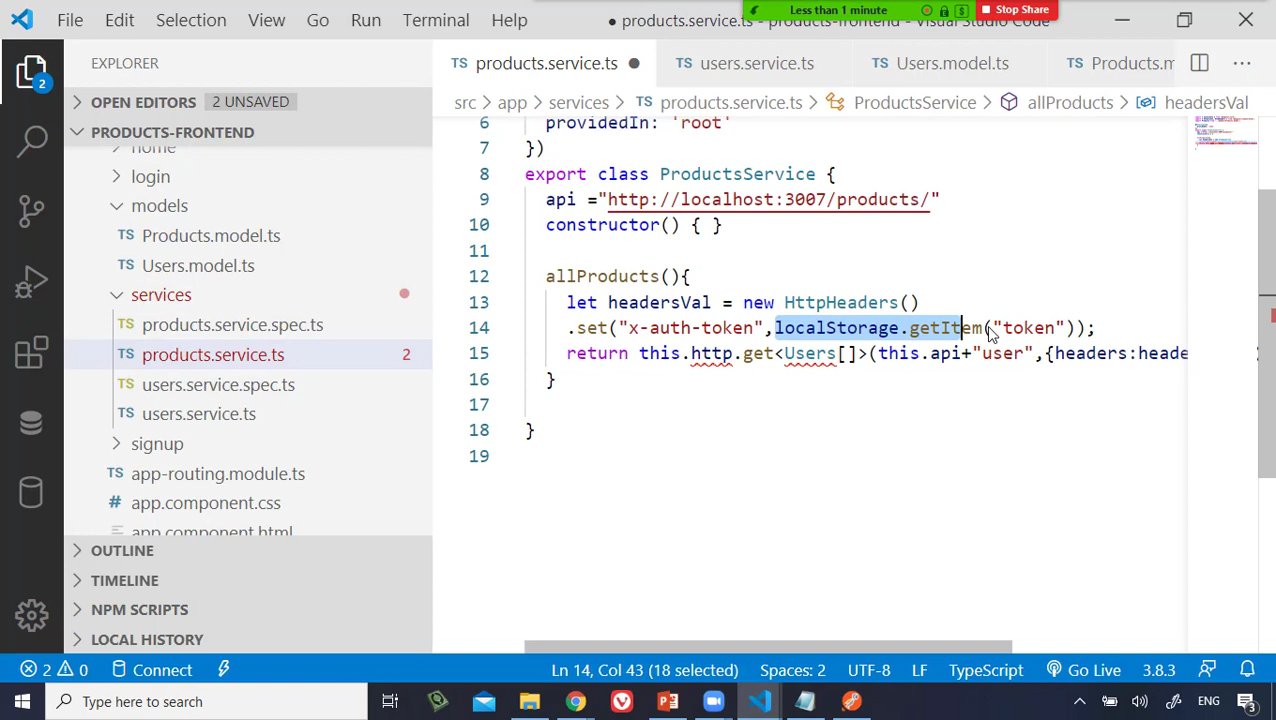 File Edit Selection View Go Run Terminal Help
● products.service.ts - products-frontend - Visual Studio Code
Less than 1 minute
Stop Share
EXPLORER
OPEN EDITORS 2 UNSAVED
PRODUCTS-FRONTEND
home
login
models
TS Products.model.ts
TS Users.model.ts
services
TS products.service.spec.ts
TS products.service.ts 2
TS users.service.spec.ts
TS users.service.ts
signup
TS app-routing.module.ts
# app.component.css
app.component.html
OUTLINE
TIMELINE
NPM SCRIPTS
LOCAL HISTORY
2
TS products.service.ts ●
TS users.service.ts
TS Users.model.ts
TS Products.m
src > app > services > TS products.service.ts > ProductsService > allProducts > headersVal
6 providedIn: 'root'
7 })
8 export class ProductsService {
9 api ="http://localhost:3007/products/"
10 constructor() { }
11
12 allProducts(){
13 let headersVal = new HttpHeaders()
14 .set("x-auth-token",localStorage.getItem("token"));
15 return this.http.get<Users[]>(this.api+"user",{headers:heade
16 }
17
18 }
19
2 0 Connect Ln 14, Col 43 (18 selected) Spaces: 2 UTF-8 LF TypeScript Go Live 3.8.3
Type here to search
ENG
3